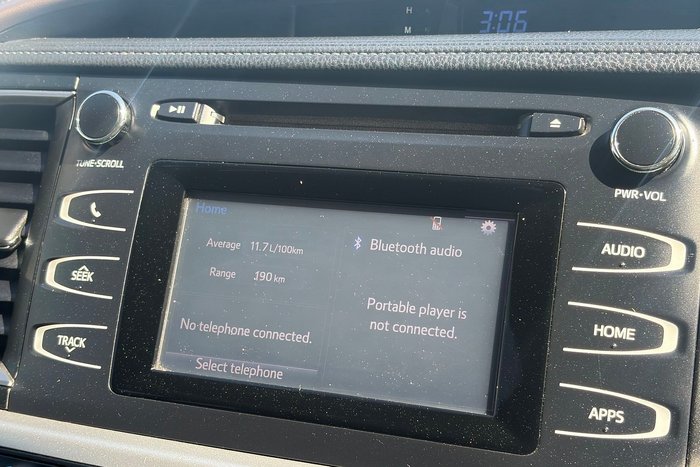 H
M
3:06
TUNE•SCROLL
PWR•VOL
SEEK
TRACK
Home
Average 11.7 L/100km
Range 190 km
No telephone connected.
Select telephone
Bluetooth audio
Portable player is
not connected.
AUDIO
HOME
APPS